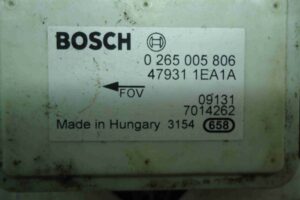 BOSCH
0 265 005 806
47931 1EA1A
FOV
09131
7014262
Made in Hungary 3154 658